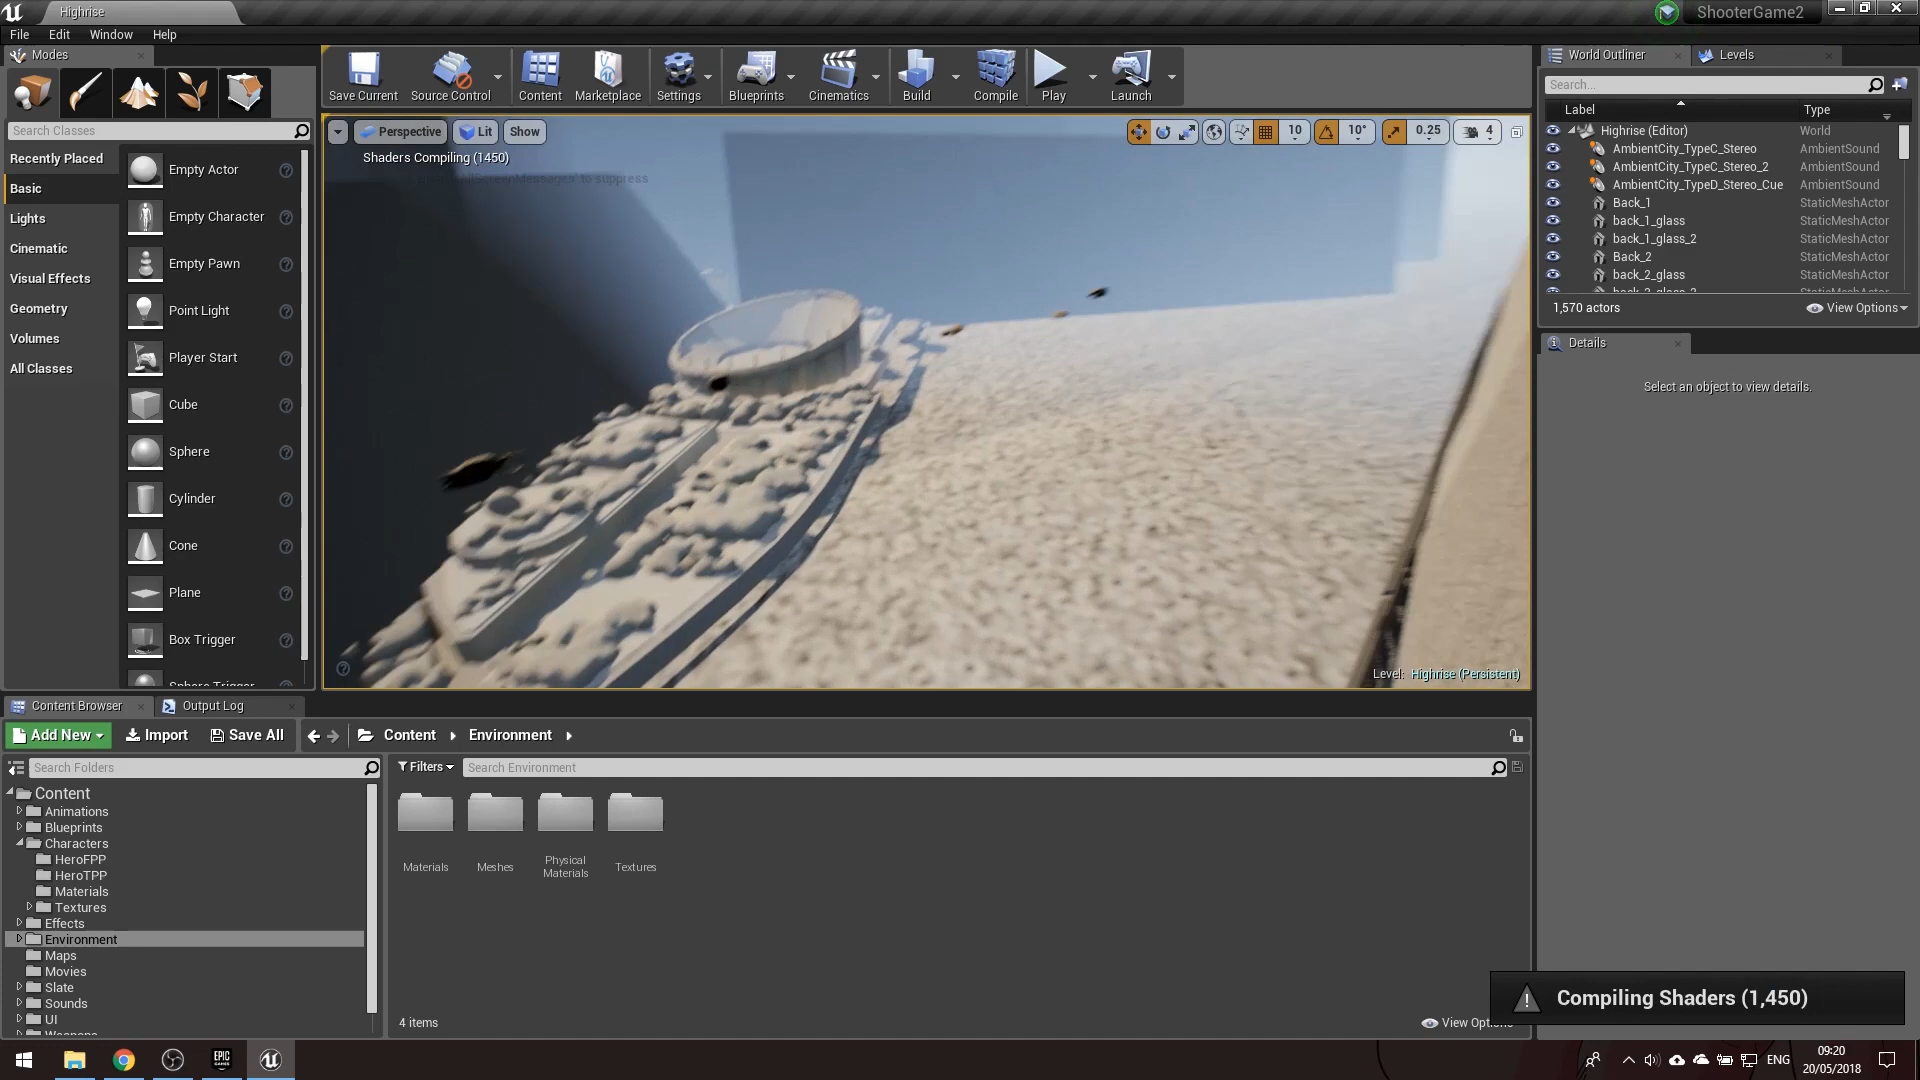 Highrise
ShooterGame2
File Edit Window Help
Modes
Search Classes
Recently Placed
Basic
Lights
Cinematic
Visual Effects
Geometry
Volumes
All Classes
Empty Actor
Empty Character
Empty Pawn
Point Light
Player Start
Cube
Sphere
Cylinder
Cone
Plane
Box Trigger
Sphere Trigger
Save Current Source Control Content Marketplace Settings Blueprints Cinematics Build Compile Play Launch
Perspective Lit Show
10 10° 0.25 4
Shaders Compiling (1450)
to suppress
Level: Highrise (Persistent)
World Outliner Levels
Search...
Label Type
Highrise (Editor) World
AmbientCity_TypeC_Stereo AmbientSound
AmbientCity_TypeC_Stereo_2 AmbientSound
AmbientCity_TypeD_Stereo_Cue AmbientSound
Back_1 StaticMeshActor
back_1_glass StaticMeshActor
back_1_glass_2 StaticMeshActor
Back_2 StaticMeshActor
back_2_glass StaticMeshActor
1,570 actors View Options
Details
Select an object to view details.
Content Browser Output Log
Add New Import Save All Content Environment
Search Folders
Content
Animations
Blueprints
Characters
HeroFPP
HeroTPP
Materials
Textures
Effects
Environment
Maps
Movies
Slate
Sounds
UI
Weapons
Filters Search Environment
Materials Meshes Physical Materials Textures
4 items View Options
Compiling Shaders (1,450)
EPIC GAMES
ENG
09:20
20/05/2018